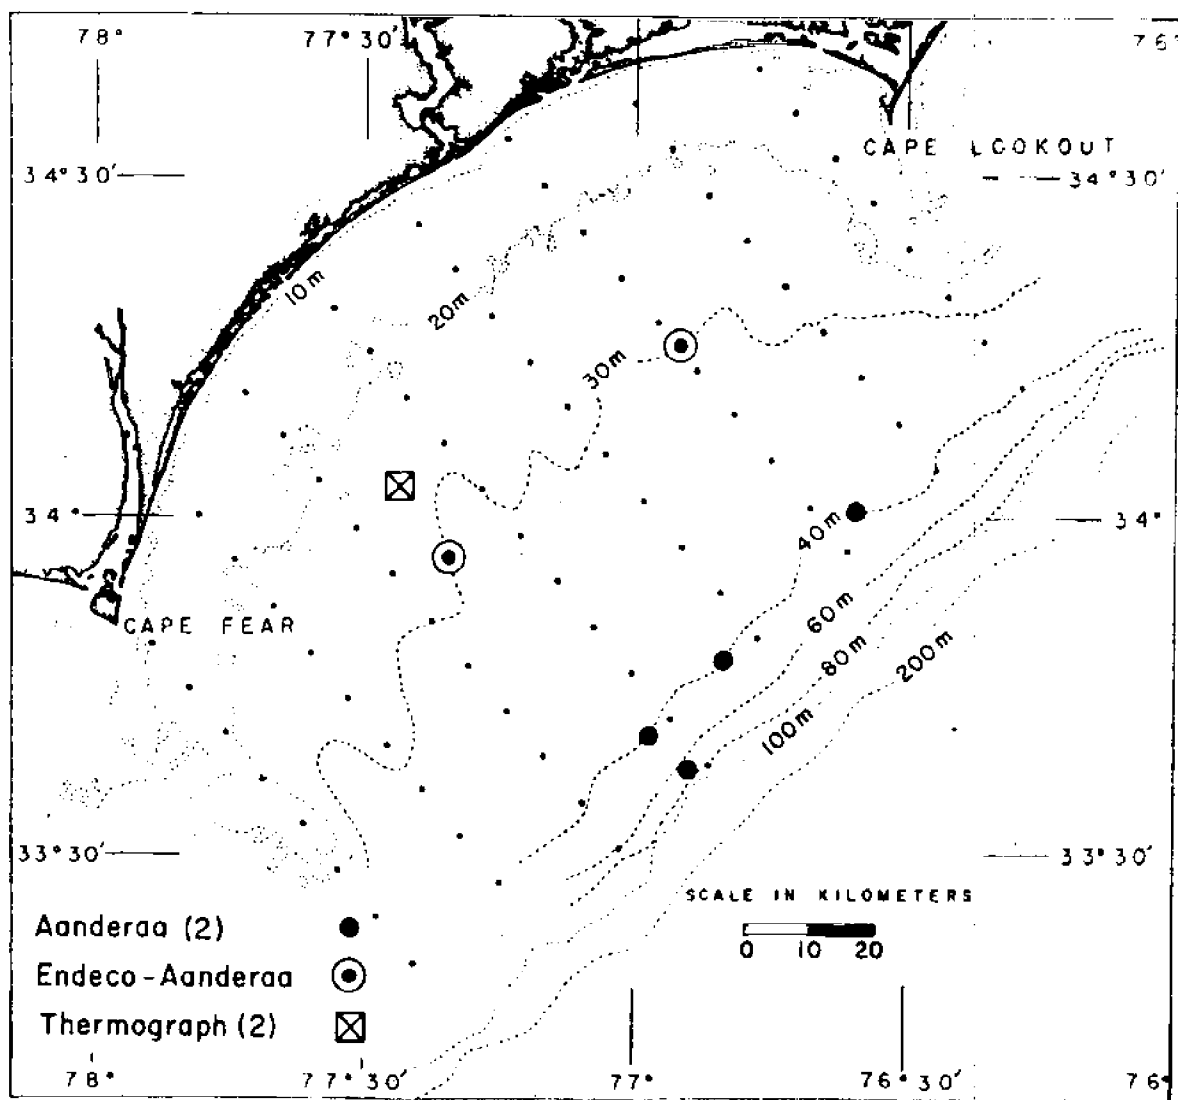 78°
77°30'
76°
CAPE LOOKOUT
34°30'
34°30'
10m
20m
30m
34°
40m
34°
60m
CAPE FEAR
80m
200m
100m
33°30'
33°30'
SCALE IN KILOMETERS
0 10 20
Aanderaa (2)
Endeco-Aanderaa
Thermograph (2)
78°
77°30'
77°
76°30'
76°